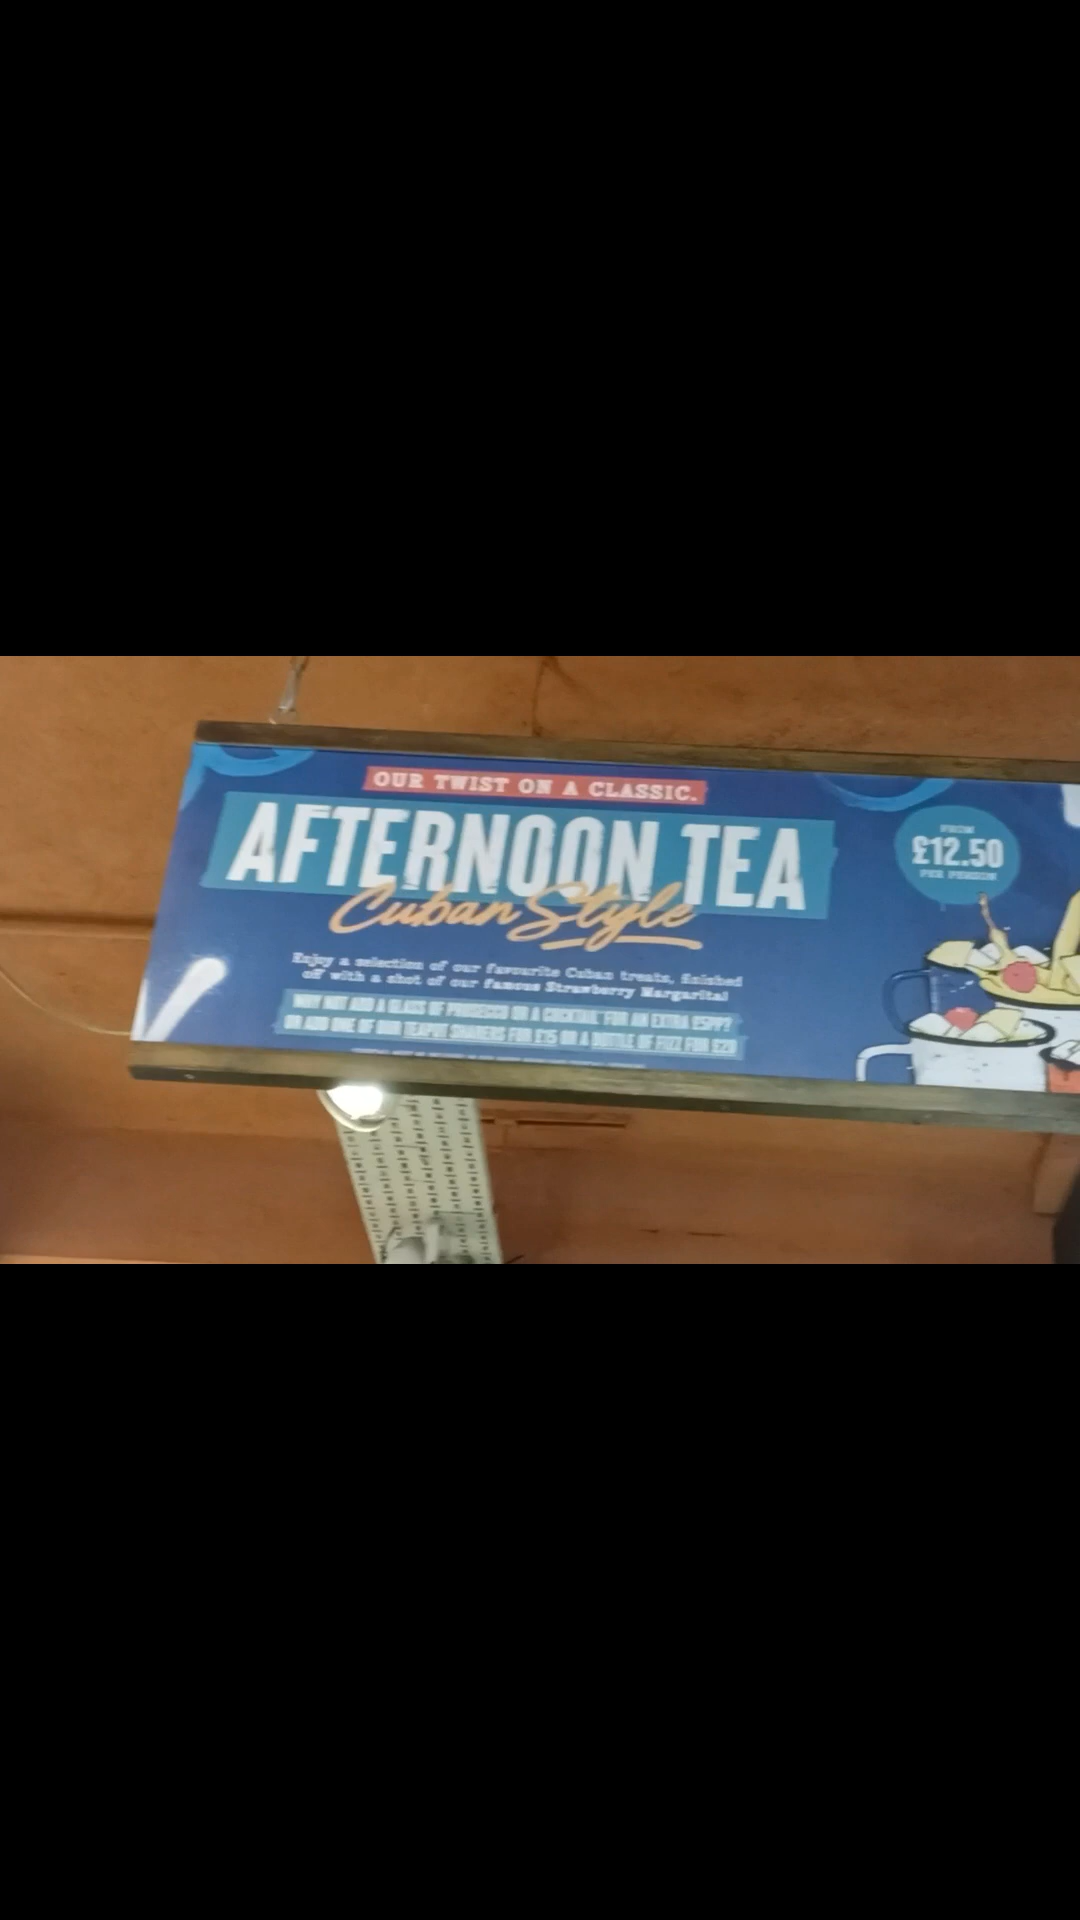 OUR TWIST ON A CLASSIC.
AFTERNOON TEA
Cuban Style
FROM
£12.50
PER PERSON
Enjoy a selection of our favourite Cuban treats, finished
off with a shot of our famous Strawberry Margarita!
WHY NOT ADD A GLASS OF PROSECCO OR A COCKTAIL* FOR AN EXTRA £5PP?
OR ADD ONE OF OUR TEAPOT SHARERS FOR £15 OR A BOTTLE OF FIZZ FOR £20